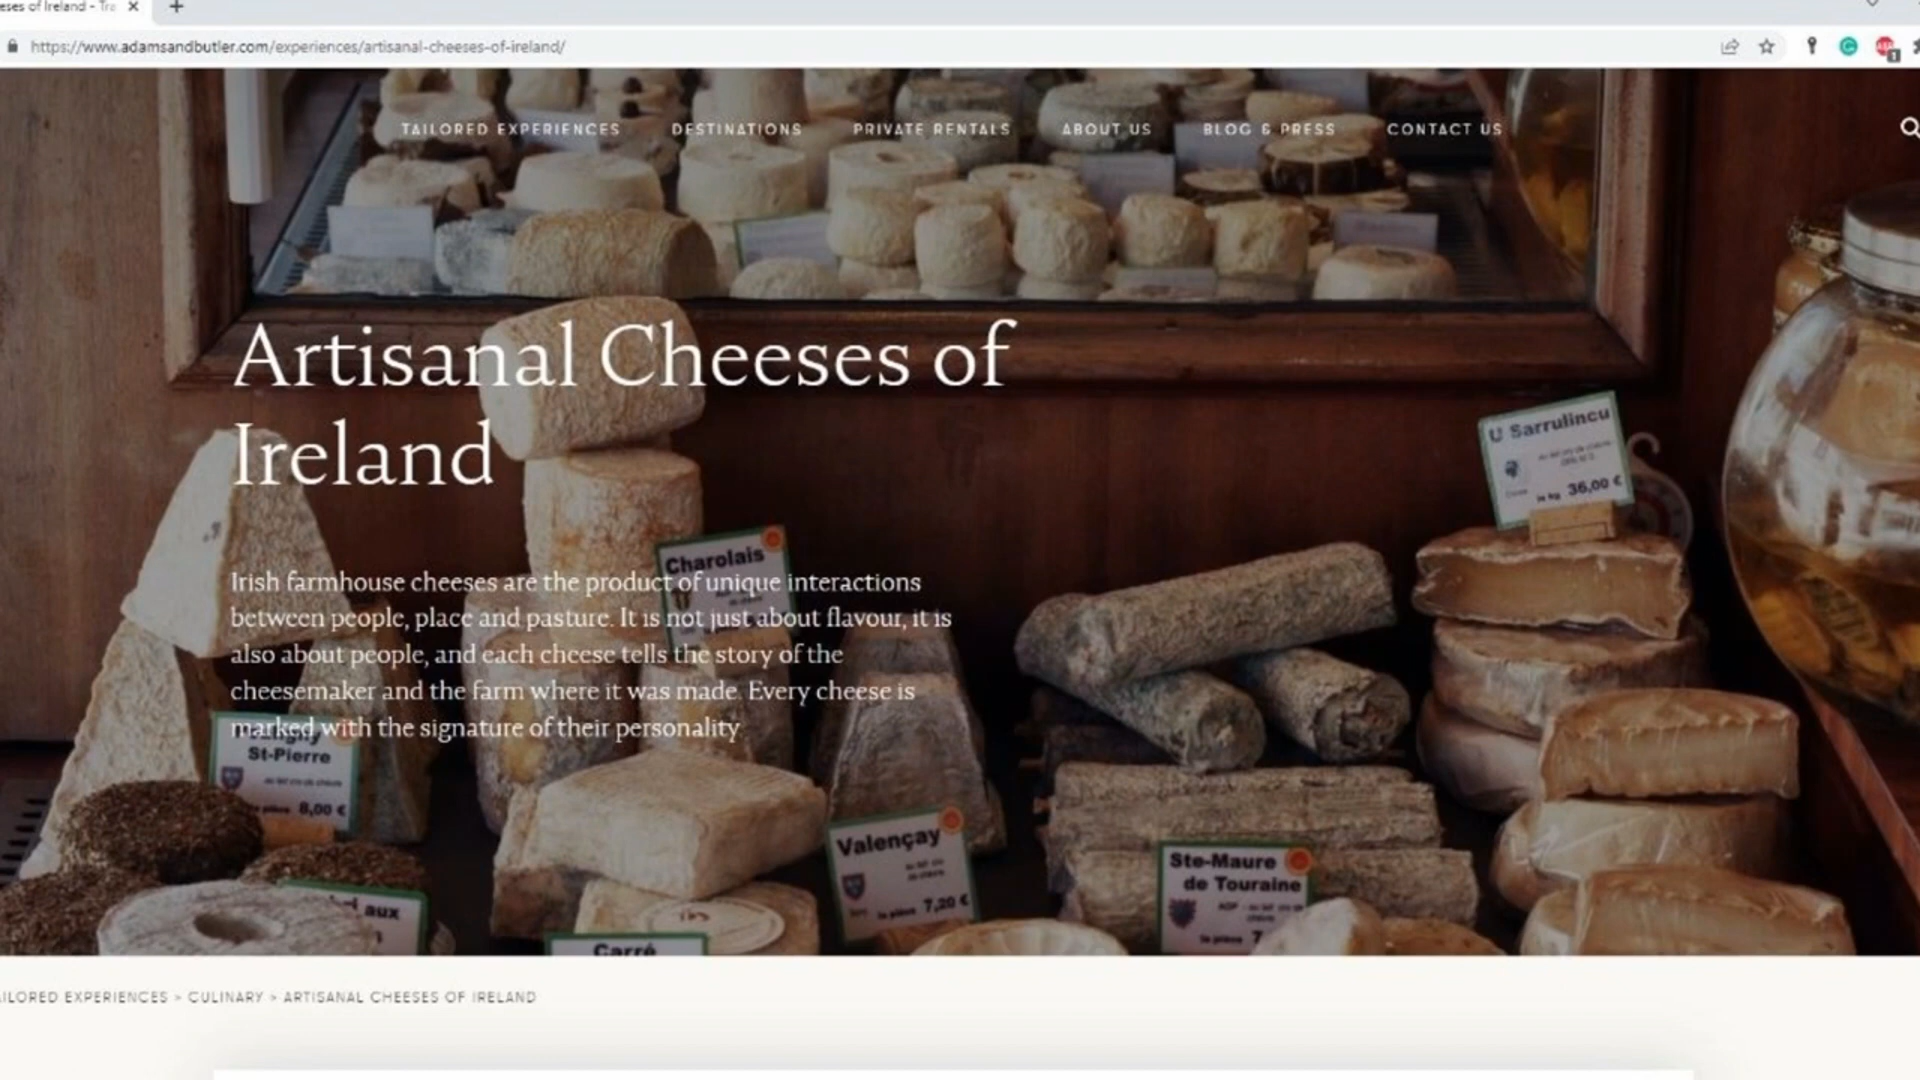 https://www.adamsandbutler.com/experiences/artisanal-cheeses-of-ireland/
TAILORED EXPERIENCES DESTINATIONS PRIVATE RENTALS ABOUT US BLOG & PRESS CONTACT US
Artisanal Cheeses of
Ireland
U Sarrulincu
36,00 €
Charolais
Irish farmhouse cheeses are the product of unique interactions
between people, place and pasture. It is not just about flavour, it is
also about people, and each cheese tells the story of the
cheesemaker and the farm where it was made. Every cheese is
marked with the signature of their personality
St-Pierre
8,00 €
Valençay
la pièce 7,20 €
Ste-Maure
de Touraine
la pièce 7
aux
Carré
EXPERIENCES > CULINARY > ARTISANAL CHEESES OF IRELAND